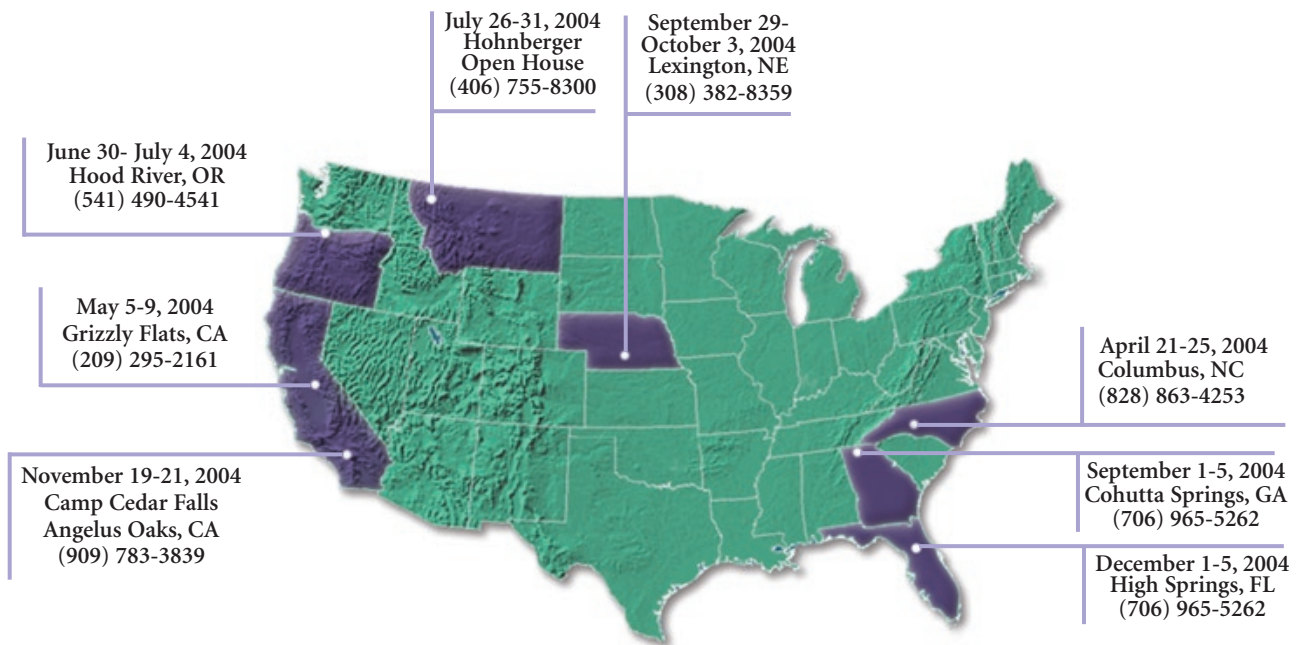 July 26-31, 2004
Hohnberger
Open House
(406) 755-8300
September 29-
October 3, 2004
Lexington, NE
(308) 382-8359
June 30- July 4, 2004
Hood River, OR
(541) 490-4541
May 5-9, 2004
Grizzly Flats, CA
(209) 295-2161
November 19-21, 2004
Camp Cedar Falls
Angelus Oaks, CA
(909) 783-3839
April 21-25, 2004
Columbus, NC
(828) 863-4253
September 1-5, 2004
Cohutta Springs, GA
(706) 965-5262
December 1-5, 2004
High Springs, FL
(706) 965-5262